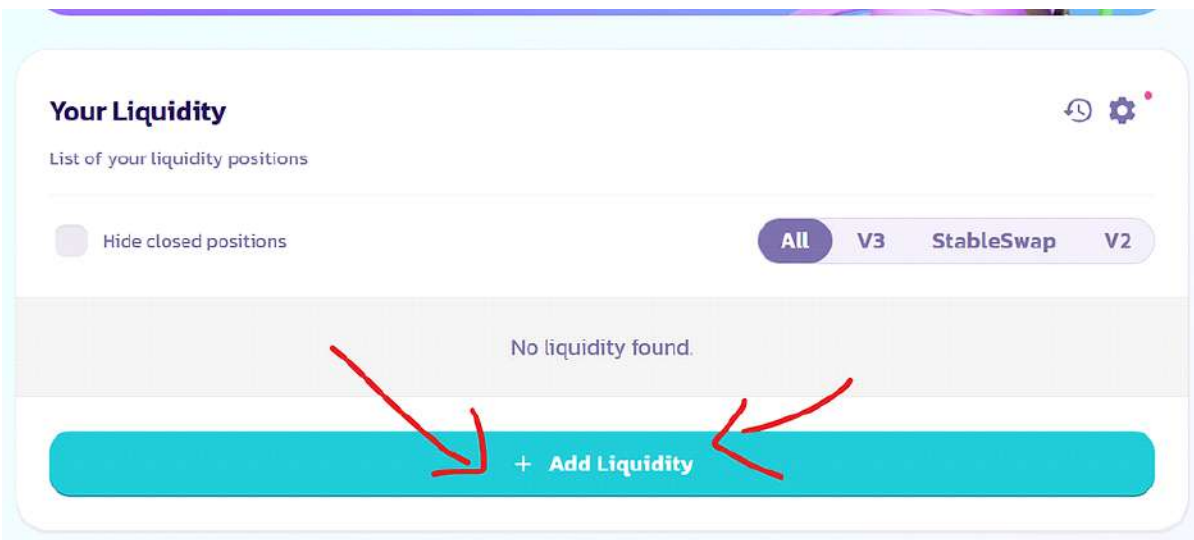 Your Liquidity
List of your liquidity positions
Hide closed positions
All V3 StableSwap V2
No liquidity found.
+ Add Liquidity